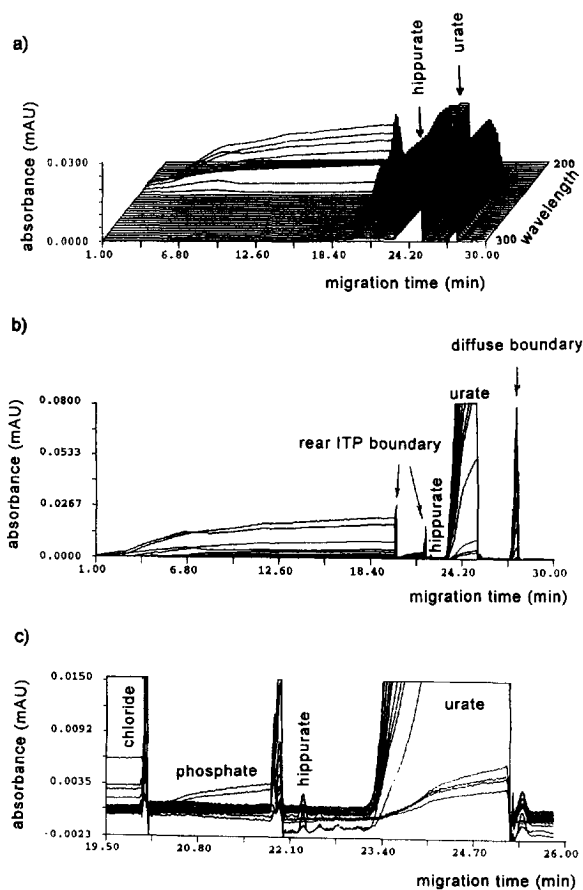 a)
hippurate
urate
absorbance (mAU)
0.0300
0.0000
200
300
wavelength
1.00 6.80 12.60 18.40 24.20 30.00
migration time (min)
b)
diffuse boundary
urate
rear ITP boundary
hippurate
absorbance (mAU)
0.0800
0.0533
0.0267
0.0000
1.00 6.80 12.60 18.40 24.20 30.00
migration time (min)
c)
absorbance (mAU)
0.0150
0.0092
0.0035
-0.0023
chloride
phosphate
hippurate
urate
19.50 20.80 22.10 23.40 24.70 26.00
migration time (min)